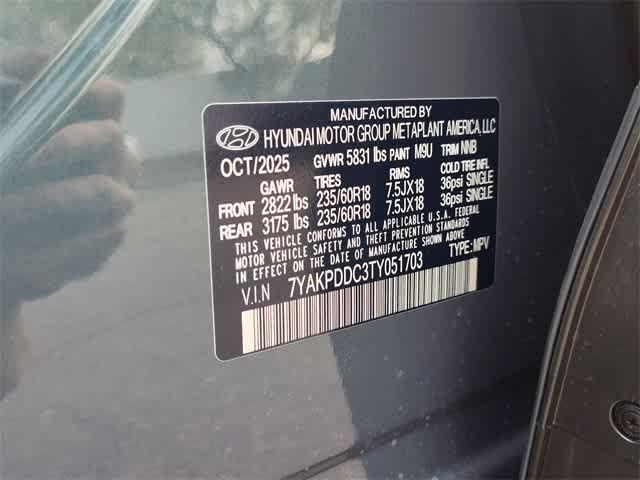 MANUFACTURED BY
HYUNDAI MOTOR GROUP METAPLANT AMERICA, LLC
OCT/2025 GVWR 5831 lbs PAINT M9U TRIM NNB
GAWR TIRES RIMS COLD TIRE INFL
FRONT 2822 lbs 235/60R18 7.5JX18 36psi SINGLE
REAR 3175 lbs 235/60R18 7.5JX18 36psi SINGLE
THIS VEHICLE CONFORMS TO ALL APPLICABLE U.S.A. FEDERAL
MOTOR VEHICLE SAFETY AND BUMPER STANDARDS
IN EFFECT ON THE DATE OF MANUFACTURE SHOWN ABOVE. TYPE: MPV
V.I.N 7YAKPDDC3TY051703